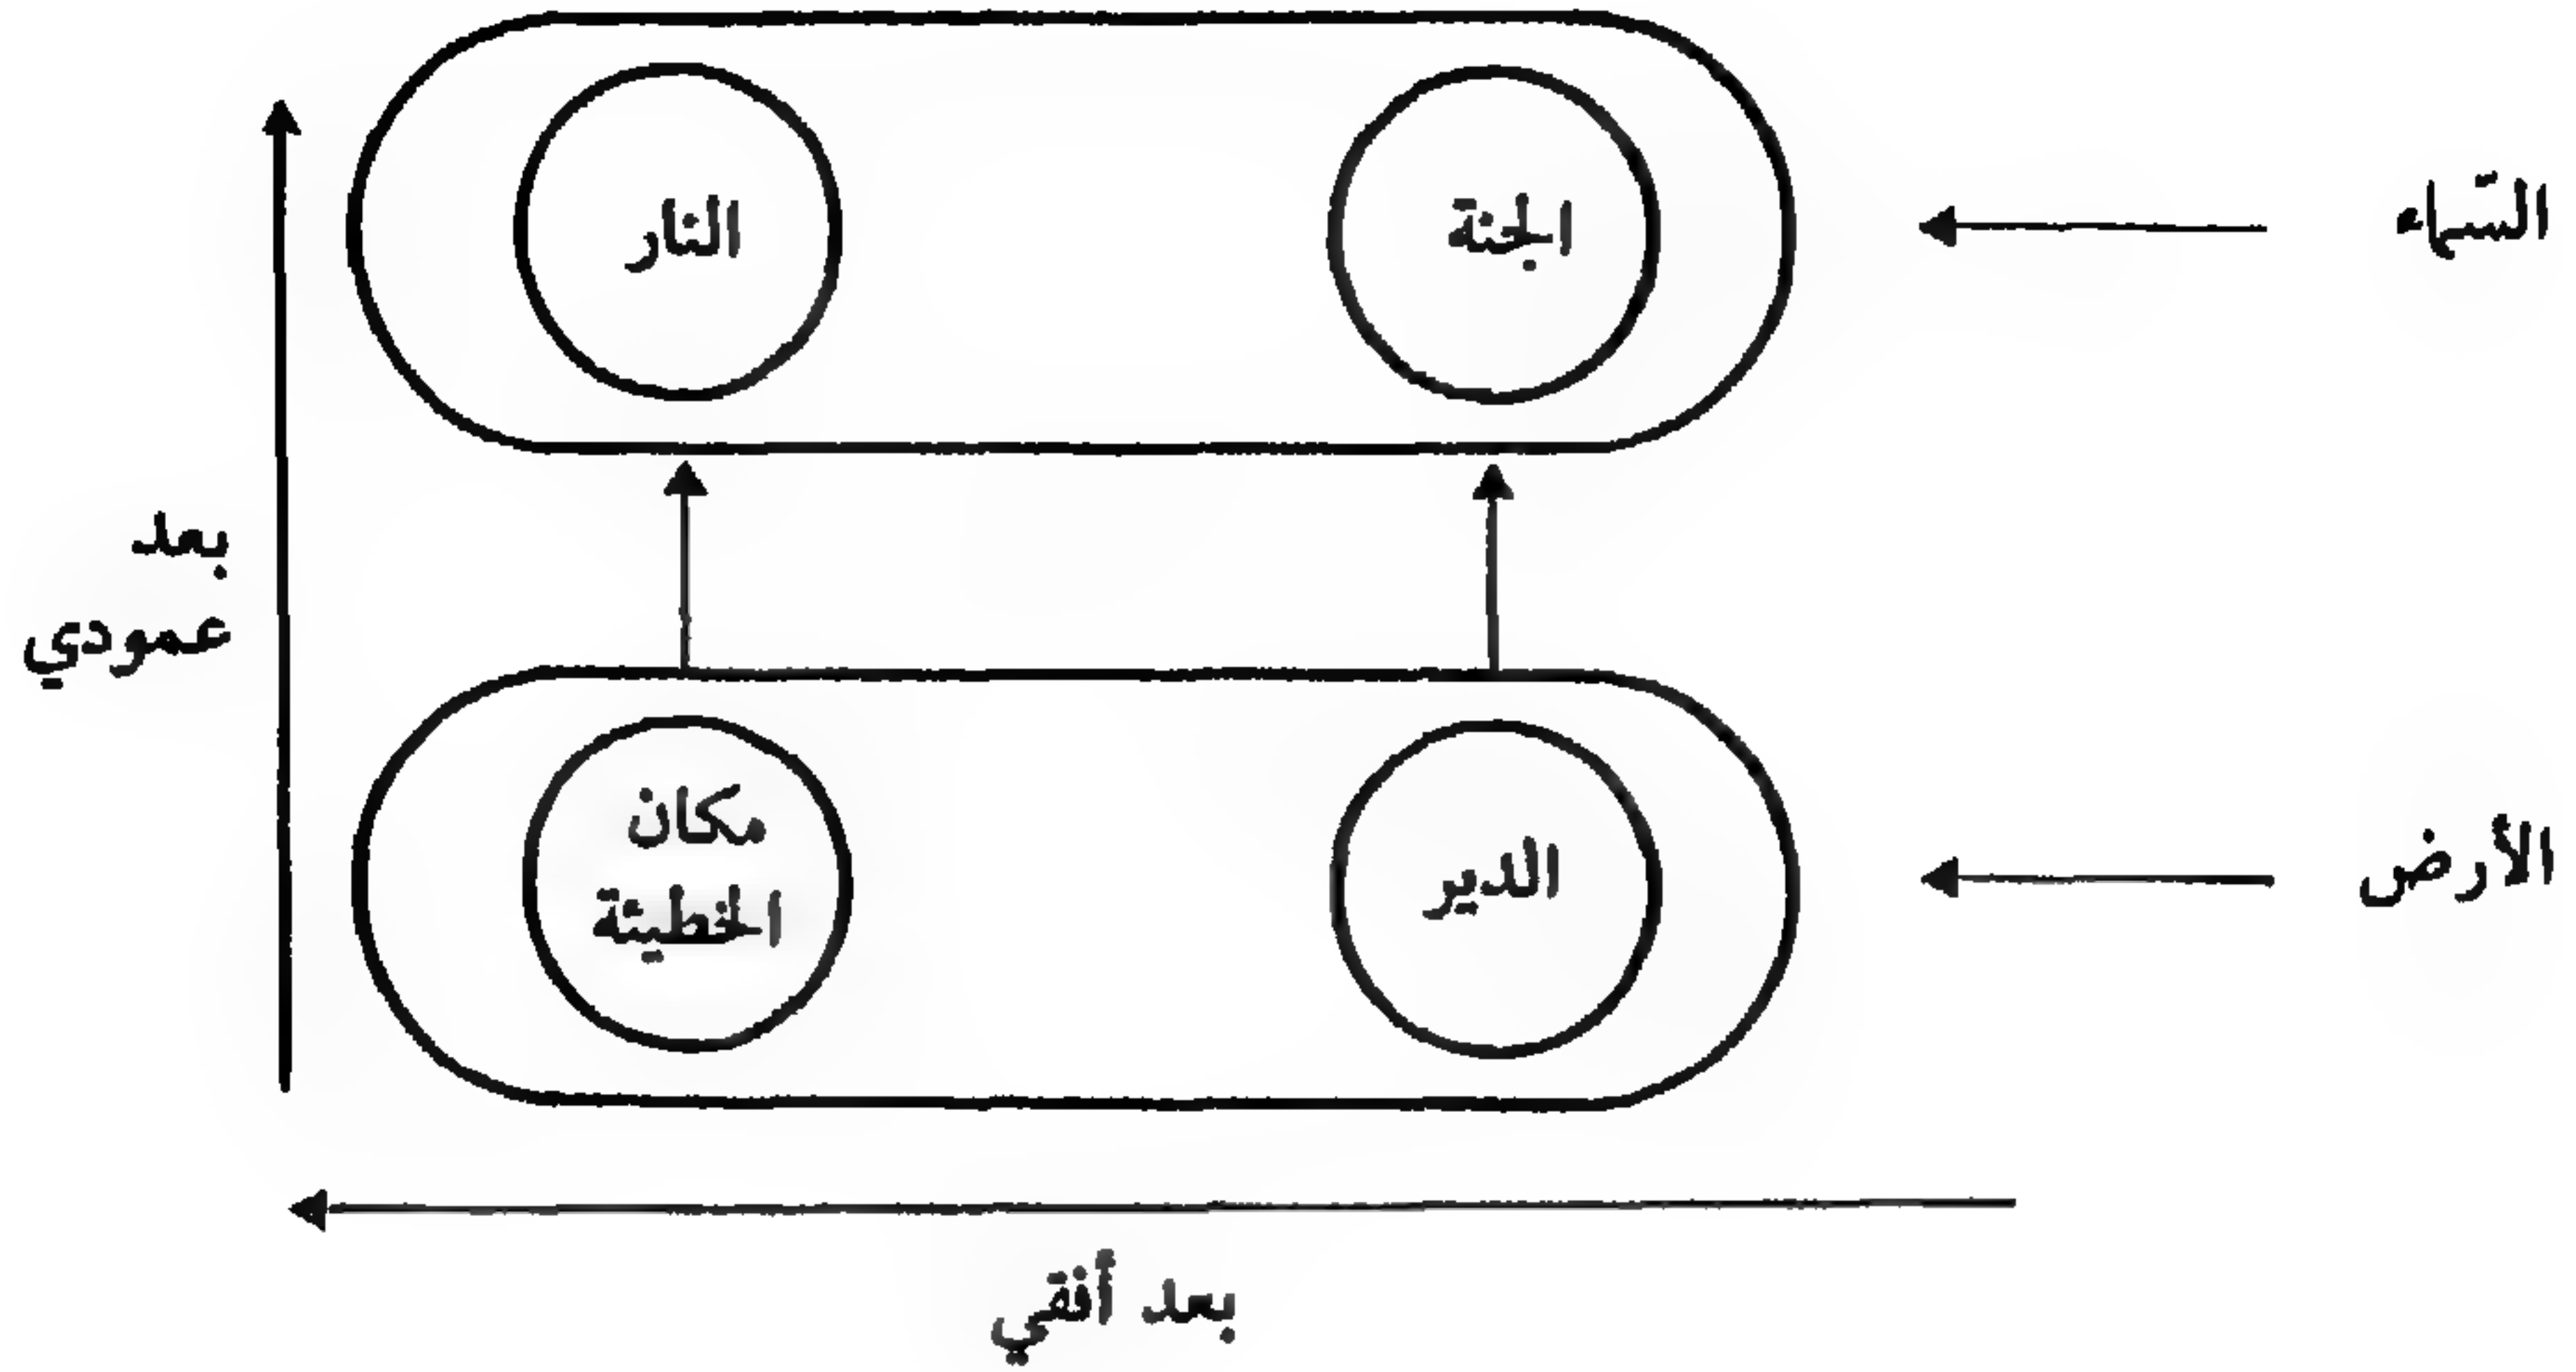 السّماء
الجنة
النار
بعد
عمودي
الأرض
الدير
مكان
الخطيئة
بعد أفقي